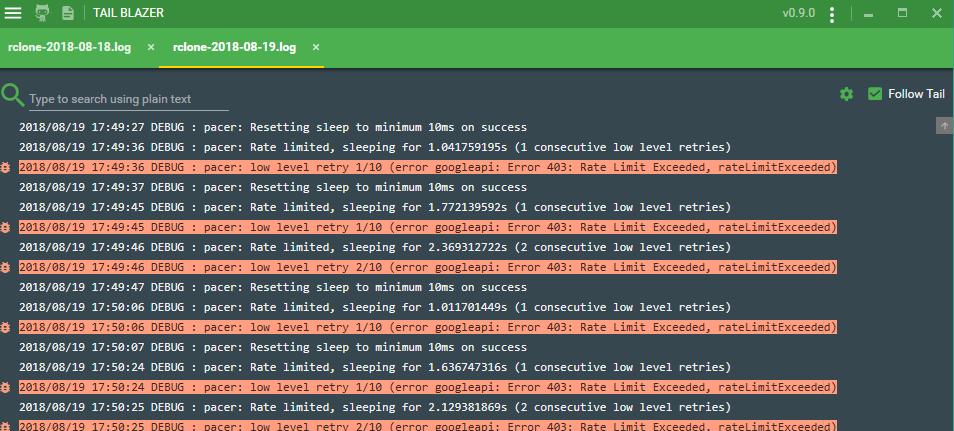 TAIL BLAZER v0.9.0
rclone-2018-08-18.log rclone-2018-08-19.log
Type to search using plain text Follow Tail
2018/08/19 17:49:27 DEBUG : pacer: Resetting sleep to minimum 10ms on success
2018/08/19 17:49:36 DEBUG : pacer: Rate limited, sleeping for 1.041759195s (1 consecutive low level retries)
2018/08/19 17:49:36 DEBUG : pacer: low level retry 1/10 (error googleapi: Error 403: Rate Limit Exceeded, rateLimitExceeded)
2018/08/19 17:49:37 DEBUG : pacer: Resetting sleep to minimum 10ms on success
2018/08/19 17:49:45 DEBUG : pacer: Rate limited, sleeping for 1.772139592s (1 consecutive low level retries)
2018/08/19 17:49:45 DEBUG : pacer: low level retry 1/10 (error googleapi: Error 403: Rate Limit Exceeded, rateLimitExceeded)
2018/08/19 17:49:46 DEBUG : pacer: Rate limited, sleeping for 2.369312722s (2 consecutive low level retries)
2018/08/19 17:49:46 DEBUG : pacer: low level retry 2/10 (error googleapi: Error 403: Rate Limit Exceeded, rateLimitExceeded)
2018/08/19 17:49:47 DEBUG : pacer: Resetting sleep to minimum 10ms on success
2018/08/19 17:50:06 DEBUG : pacer: Rate limited, sleeping for 1.011701449s (1 consecutive low level retries)
2018/08/19 17:50:06 DEBUG : pacer: low level retry 1/10 (error googleapi: Error 403: Rate Limit Exceeded, rateLimitExceeded)
2018/08/19 17:50:07 DEBUG : pacer: Resetting sleep to minimum 10ms on success
2018/08/19 17:50:24 DEBUG : pacer: Rate limited, sleeping for 1.636747316s (1 consecutive low level retries)
2018/08/19 17:50:24 DEBUG : pacer: low level retry 1/10 (error googleapi: Error 403: Rate Limit Exceeded, rateLimitExceeded)
2018/08/19 17:50:25 DEBUG : pacer: Rate limited, sleeping for 2.129381869s (2 consecutive low level retries)
2018/08/19 17:50:25 DEBUG : pacer: low level retry 2/10 (error googleapi: Error 403: Rate Limit Exceeded, rateLimitExceeded)